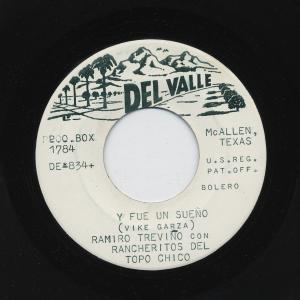 DEL VALLE
BOX
1784
McALLEN,
TEXAS
DE-834+
U.S. REG.
PAT. OFF.
BOLERO
Y FUE UN SUEÑO
(VIKE GARZA)
RAMIRO TREVIÑO CON
RANCHERITOS DEL
TOPO CHICO